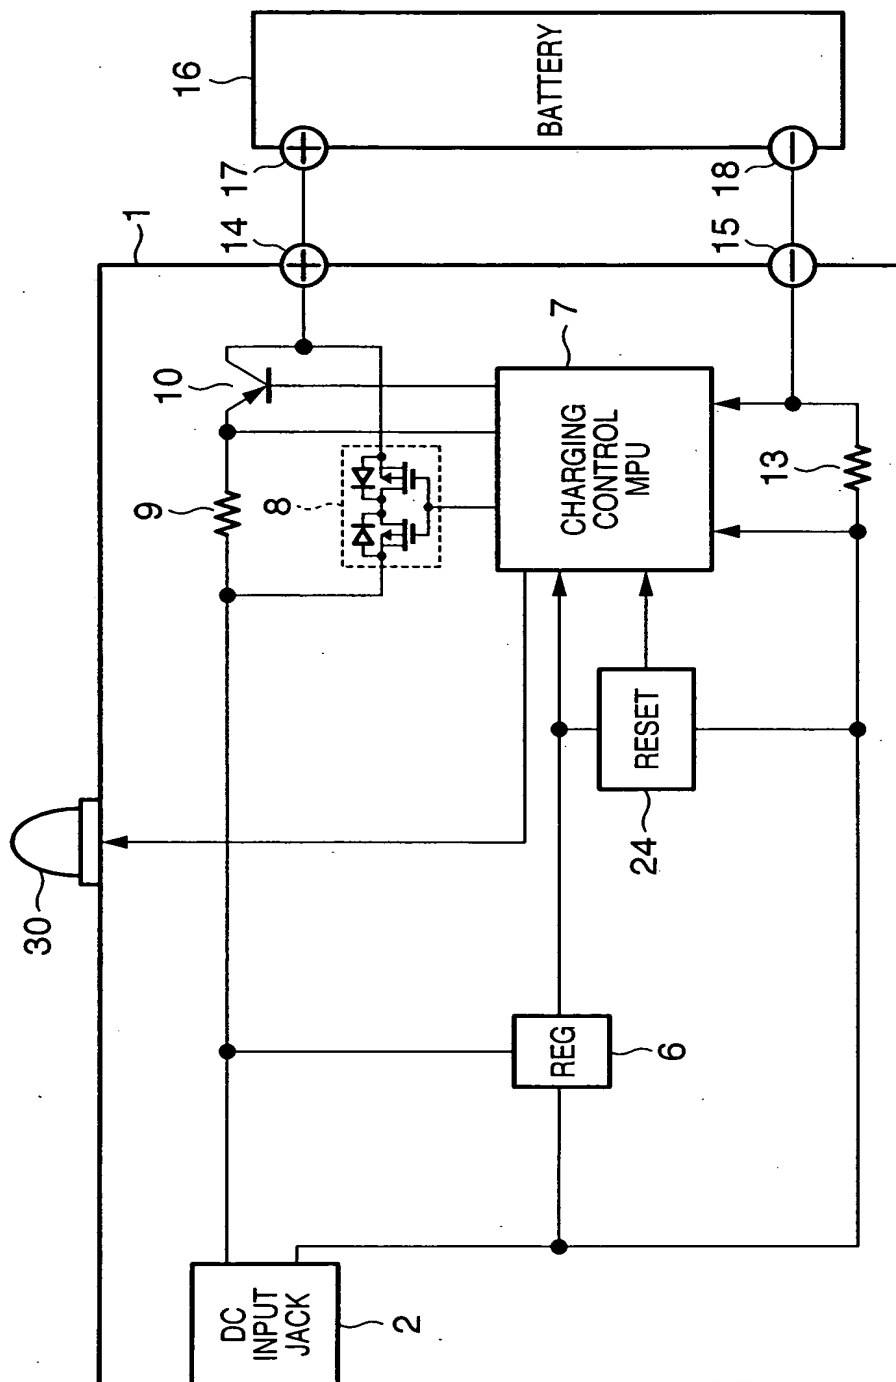 30
1
10
9
8
14
17
16
BATTERY
DC
INPUT
JACK
2
REG
6
RESET
24
CHARGING
CONTROL
MPU
7
13
15
18